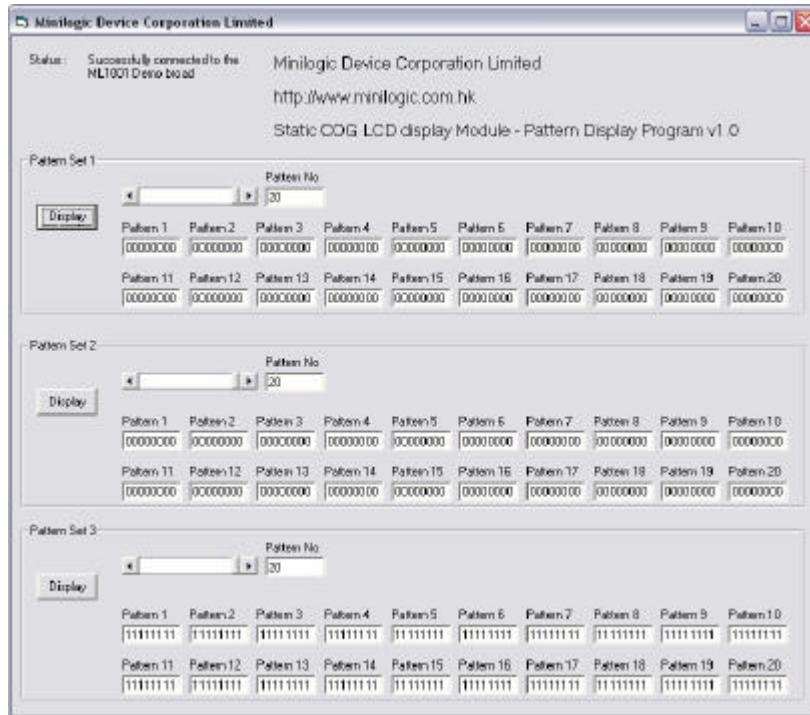 Minilogic Device Corporation Limited
Status: Successfully connected to the
ML1001 Demo broad
Minilogic Device Corporation Limited
http://www.minilogic.com.hk
Static COG LCD display Module - Pattern Display Program v1.0
Pattern Set 1
Pattern No
20
Display
Pattern 1 Pattern 2 Pattern 3 Pattern 4 Pattern 5 Pattern 6 Pattern 7 Pattern 8 Pattern 9 Pattern 10
00000000 00000000 00000000 00000000 00000000 00000000 00000000 00000000 00000000 00000000
Pattern 11 Pattern 12 Pattern 13 Pattern 14 Pattern 15 Pattern 16 Pattern 17 Pattern 18 Pattern 19 Pattern 20
00000000 00000000 00000000 00000000 00000000 00000000 00000000 00000000 00000000 00000000
Pattern Set 2
Pattern No
20
Display
Pattern 1 Pattern 2 Pattern 3 Pattern 4 Pattern 5 Pattern 6 Pattern 7 Pattern 8 Pattern 9 Pattern 10
00000000 00000000 00000000 00000000 00000000 00000000 00000000 00000000 00000000 00000000
Pattern 11 Pattern 12 Pattern 13 Pattern 14 Pattern 15 Pattern 16 Pattern 17 Pattern 18 Pattern 19 Pattern 20
00000000 00000000 00000000 00000000 00000000 00000000 00000000 00000000 00000000 00000000
Pattern Set 3
Pattern No
20
Display
Pattern 1 Pattern 2 Pattern 3 Pattern 4 Pattern 5 Pattern 6 Pattern 7 Pattern 8 Pattern 9 Pattern 10
11111111 11111111 11111111 11111111 11111111 11111111 11111111 11111111 11111111 11111111
Pattern 11 Pattern 12 Pattern 13 Pattern 14 Pattern 15 Pattern 16 Pattern 17 Pattern 18 Pattern 19 Pattern 20
11111111 11111111 11111111 11111111 11111111 11111111 11111111 11111111 11111111 11111111